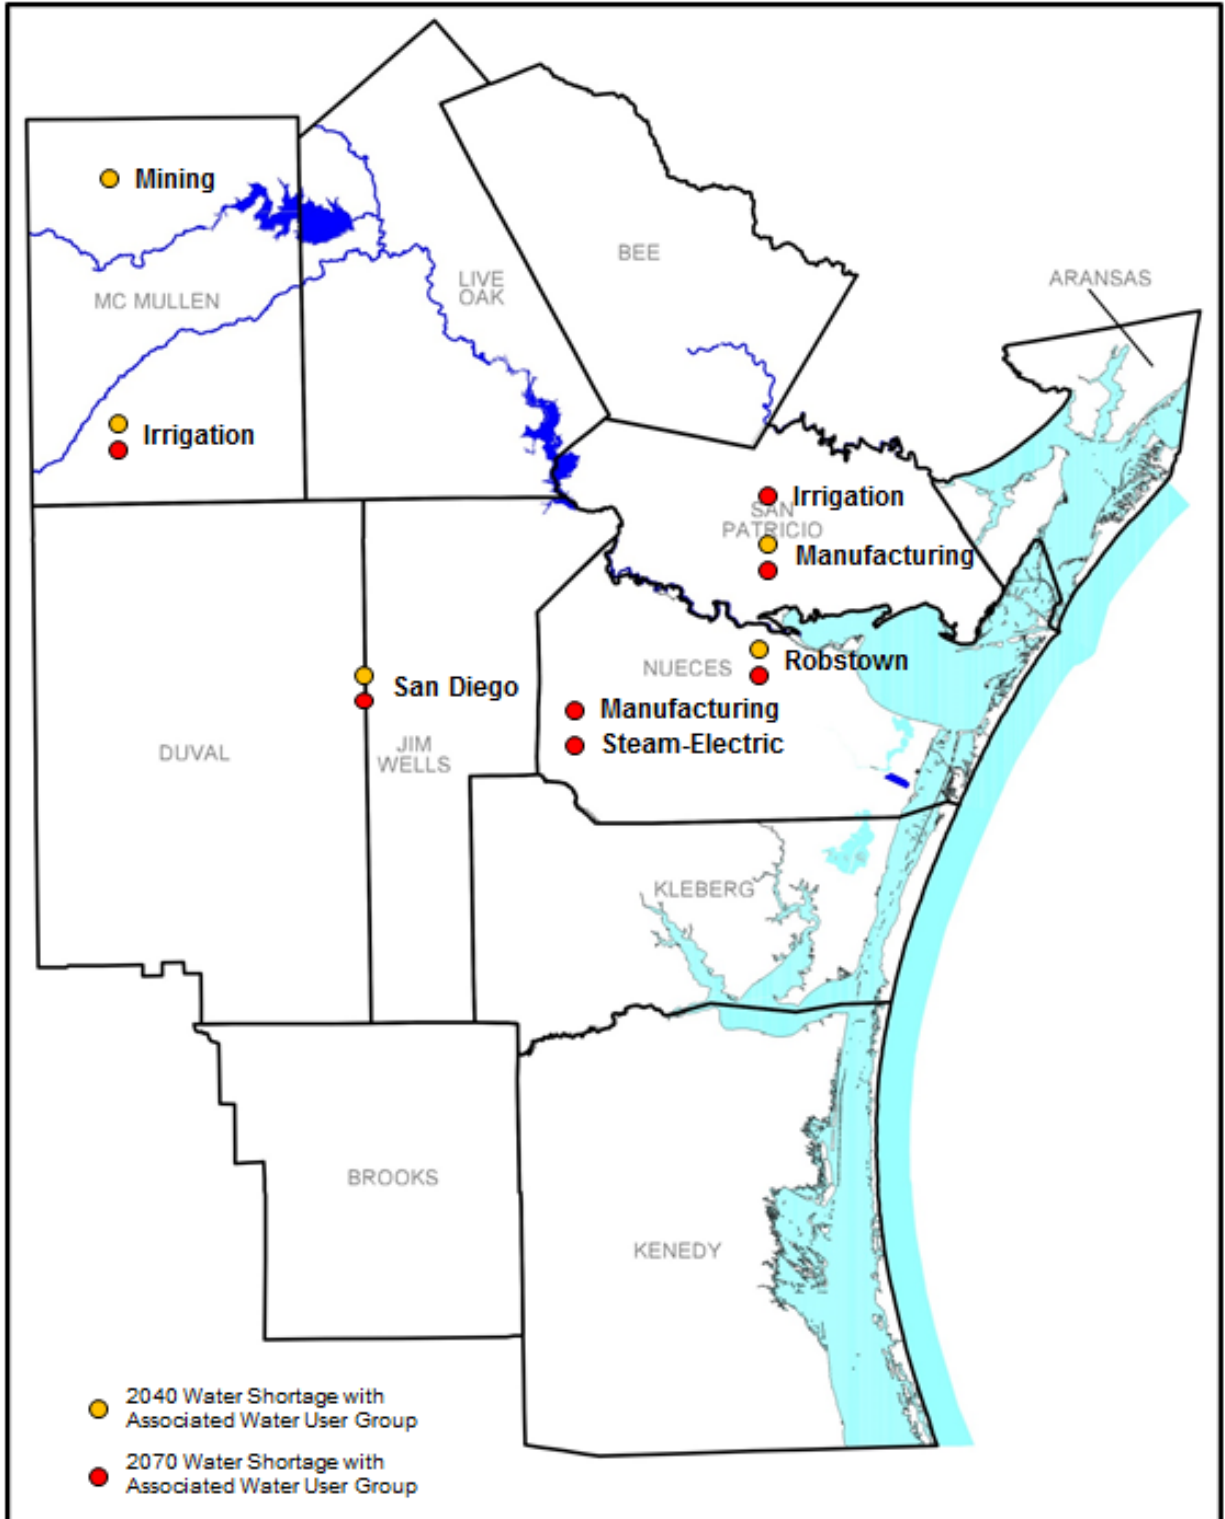 Mining
BEE
ARANSAS
LIVE
OAK
MC MULLEN
Irrigation
Irrigation
SAN
PATRICIO
Manufacturing
Robstown
NUECES
San Diego
Manufacturing
Steam-Electric
JIM
WELLS
DUVAL
KLEBERG
BROOKS
KENEDY
2040 Water Shortage with
Associated Water User Group
2070 Water Shortage with
Associated Water User Group